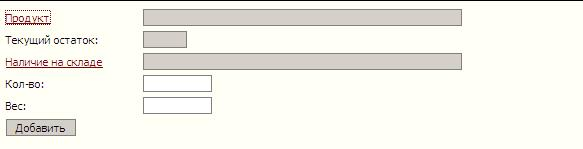 Продукт
Текущий остаток:
Наличие на складе
Кол-во:
Вес:
Добавить